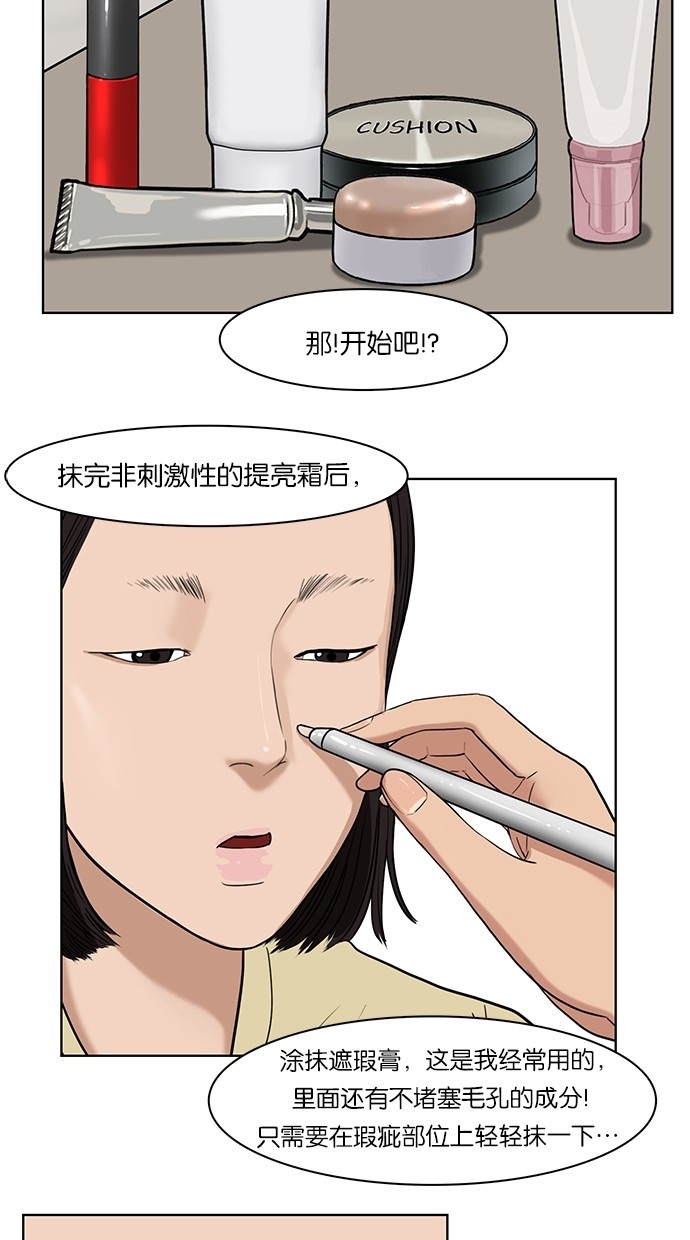 CUSHION
那!开始吧!?
抹完非刺激性的提亮霜后，
涂抹遮瑕膏，这是我经常用的，
里面还有不堵塞毛孔的成分!
只需要在瑕疵部位上轻轻抹一下…